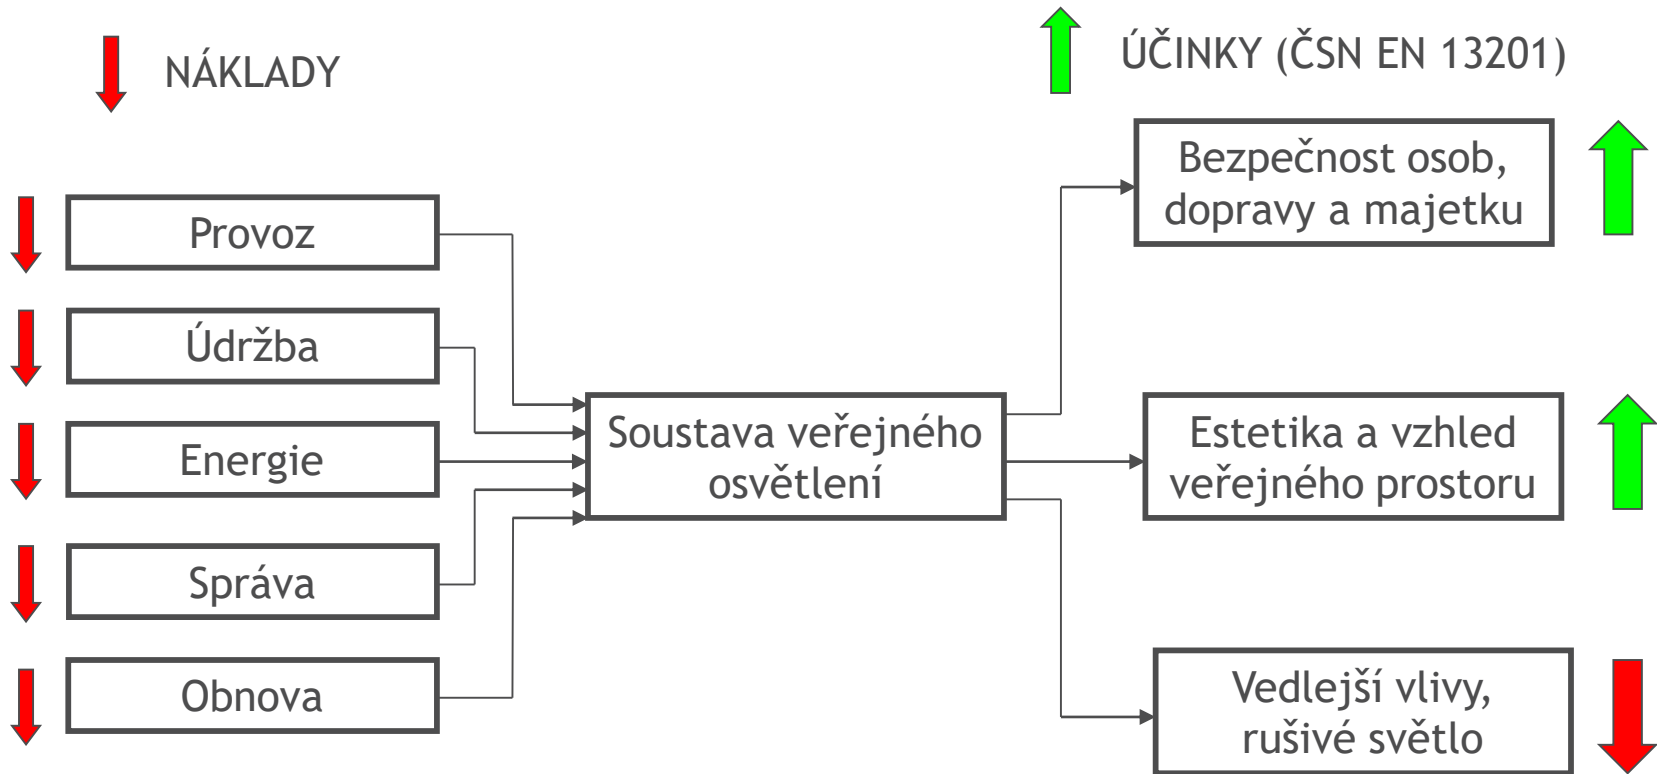 NÁKLADY
ÚČINKY (ČSN EN 13201)
Provoz
Údržba
Energie
Správa
Obnova
Soustava veřejného
osvětlení
Bezpečnost osob,
dopravy a majetku
Estetika a vzhled
veřejného prostoru
Vedlejší vlivy,
rušivé světlo